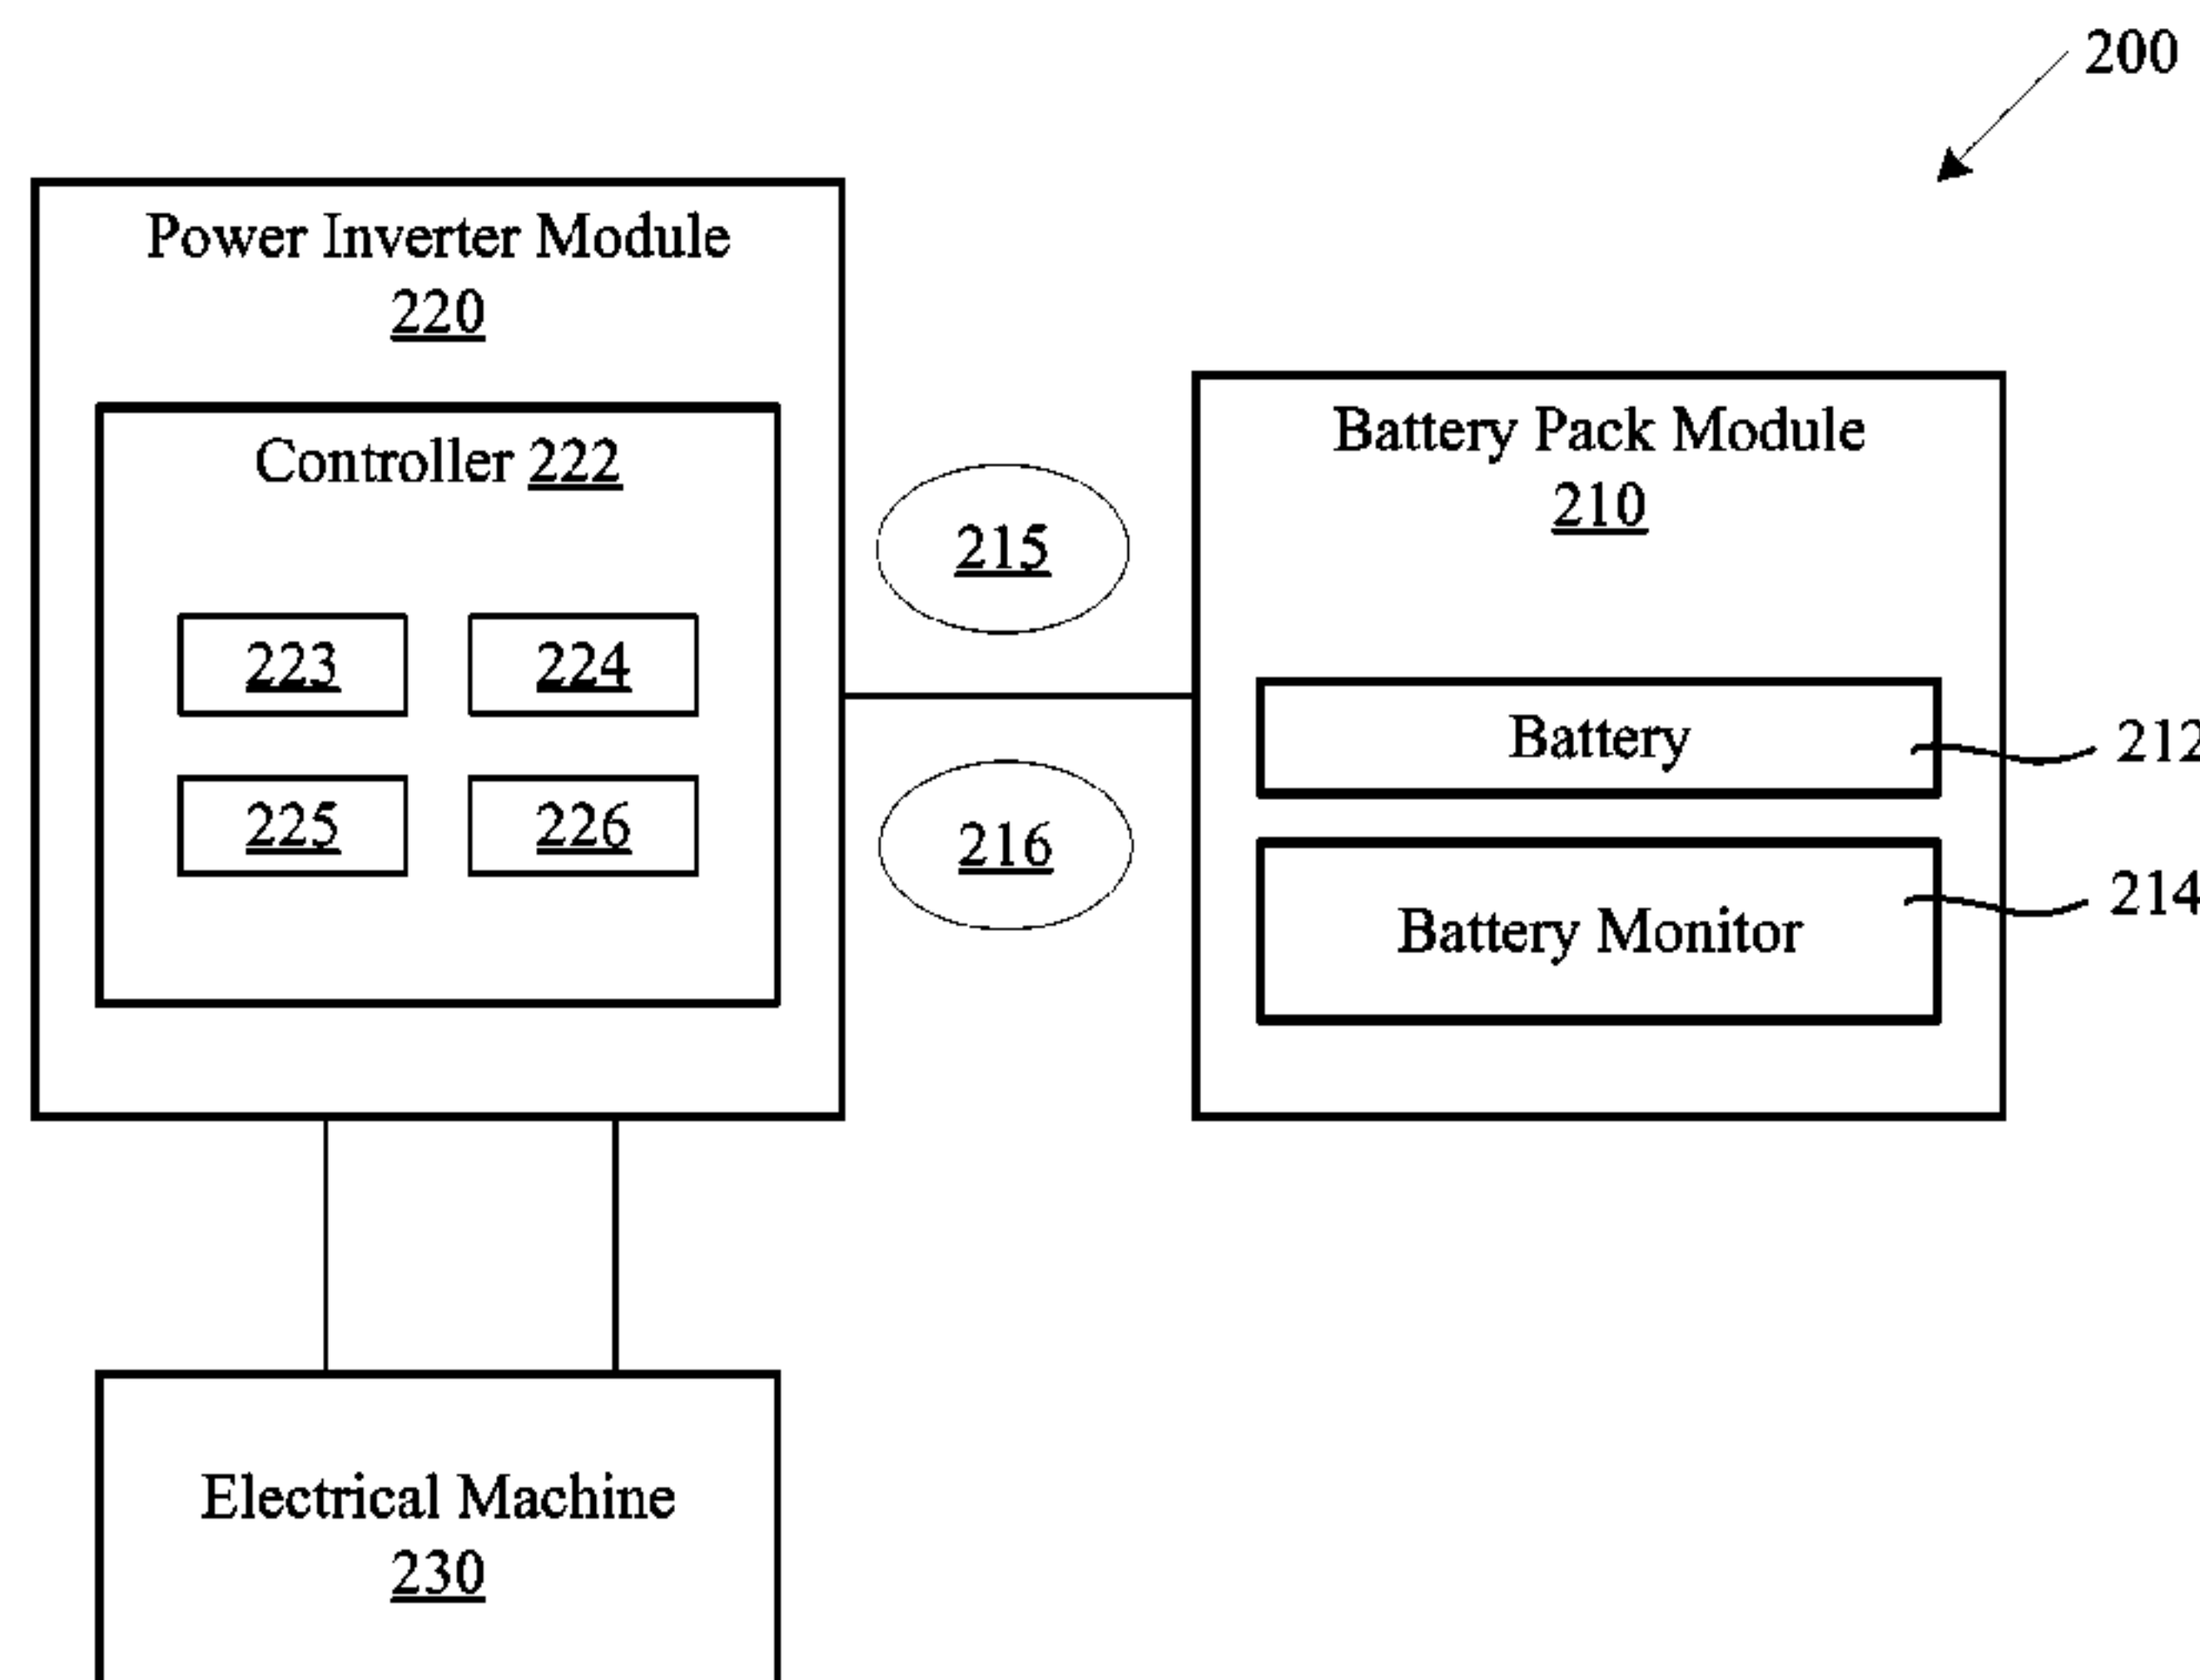 200
Power Inverter Module
220
Controller 222
223 224
225 226
215
216
Battery Pack Module
210
Battery
212
Battery Monitor
214
Electrical Machine
230